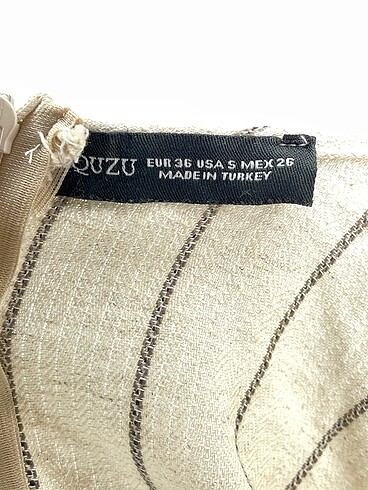 QUZU EUR 36 USA S MEX 26
MADE IN TURKEY